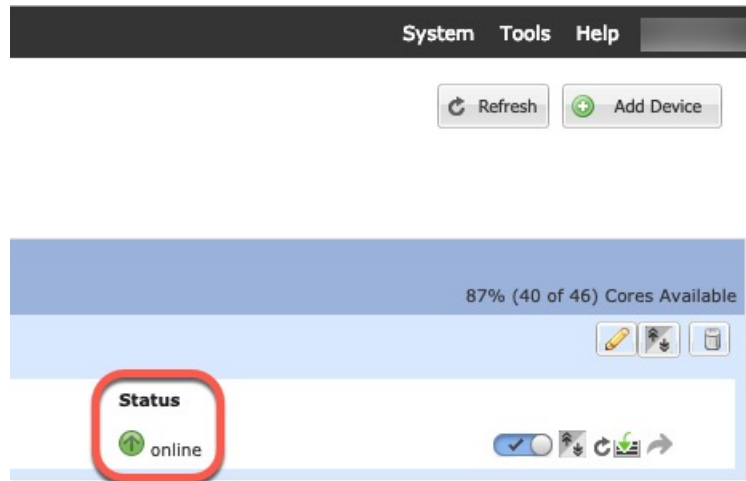 System Tools Help
Refresh Add Device
87% (40 of 46) Cores Available
Status
online